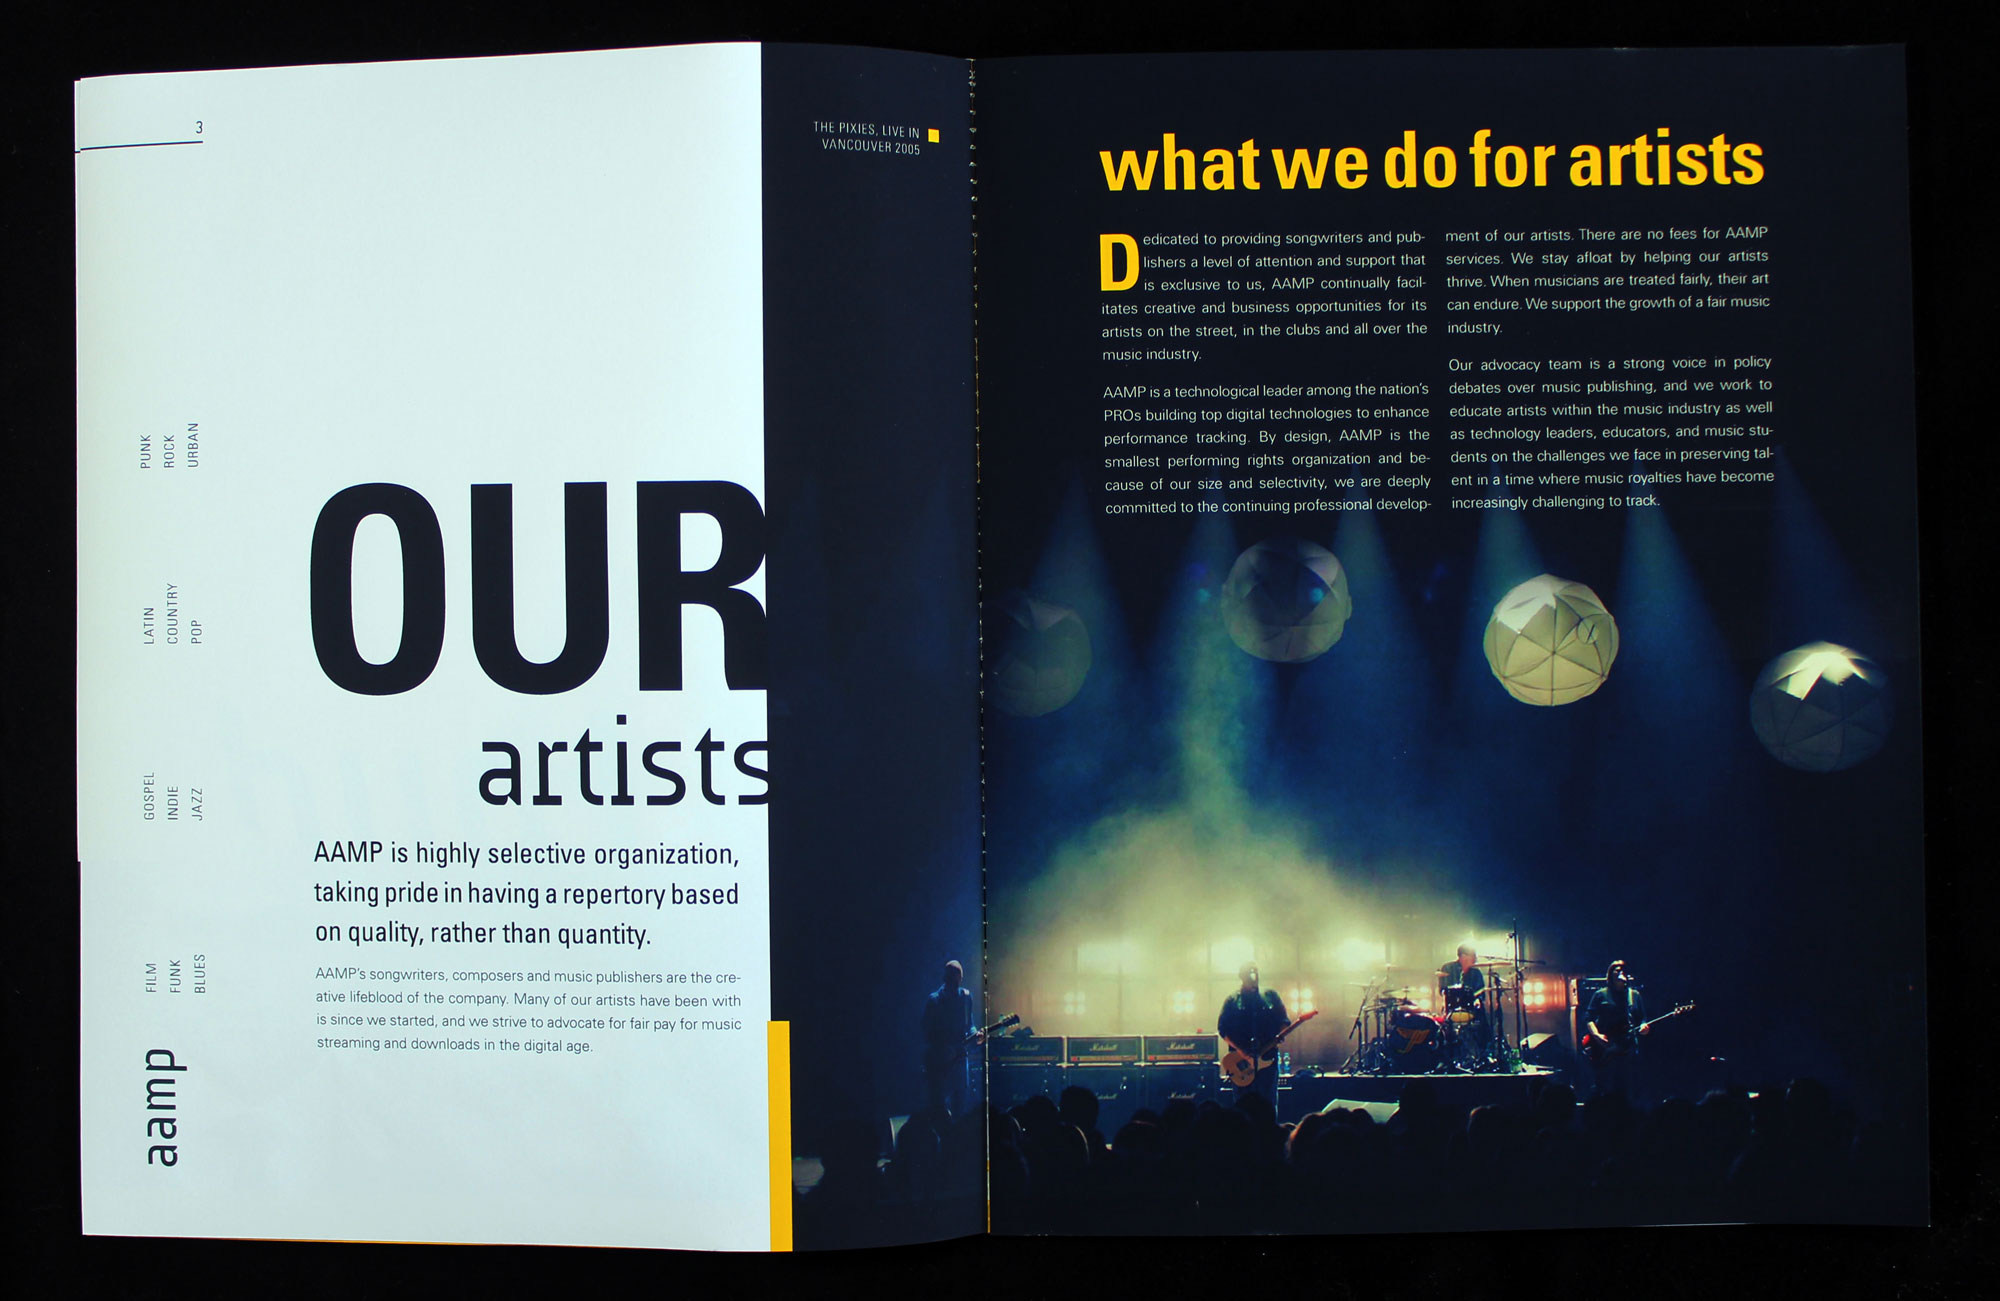 3
PUNK
ROCK
URBAN
LATIN
COUNTRY
POP
GOSPEL
INDIE
JAZZ
FILM
FUNK
BLUES
aamp
OUR
artists
AAMP is highly selective organization,
taking pride in having a repertory based
on quality, rather than quantity.
AAMP's songwriters, composers and music publishers are the cre-
ative lifeblood of the company. Many of our artists have been with
is since we started, and we strive to advocate for fair pay for music
streaming and downloads in the digital age.
THE PIXIES, LIVE IN
VANCOUVER 2005
what we do for artists
Dedicated to providing songwriters and pub-
lishers a level of attention and support that
is exclusive to us, AAMP continually facil-
itates creative and business opportunities for its
artists on the street, in the clubs and all over the
music industry.
AAMP is a technological leader among the nation's
PROs building top digital technologies to enhance
performance tracking. By design, AAMP is the
smallest performing rights organization and be-
cause of our size and selectivity, we are deeply
committed to the continuing professional develop-
ment of our artists. There are no fees for AAMP
services. We stay afloat by helping our artists
thrive. When musicians are treated fairly, their art
can endure. We support the growth of a fair music
industry.
Our advocacy team is a strong voice in policy
debates over music publishing, and we work to
educate artists within the music industry as well
as technology leaders, educators, and music stu-
dents on the challenges we face in preserving tal-
ent in a time where music royalties have become
increasingly challenging to track.
Marshall
Marshall
Marshall
Marshall
Marshall